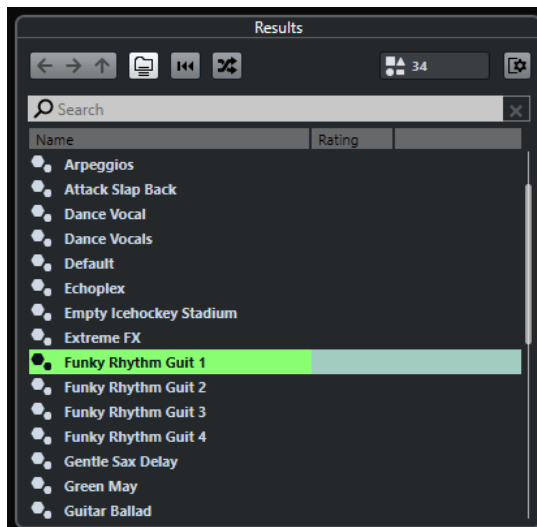 Results
34
Search
Name Rating
Arpeggios
Attack Slap Back
Dance Vocal
Dance Vocals
Default
Echoplex
Empty Icehockey Stadium
Extreme FX
Funky Rhythm Guit 1
Funky Rhythm Guit 2
Funky Rhythm Guit 3
Funky Rhythm Guit 4
Gentle Sax Delay
Green May
Guitar Ballad